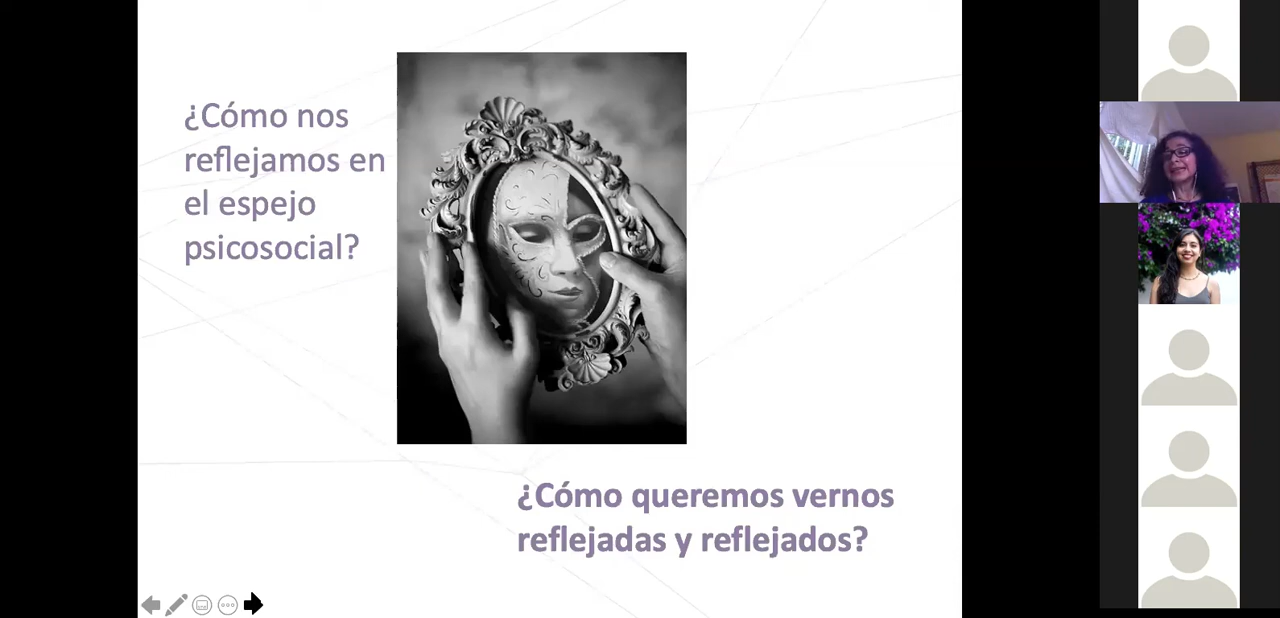 ¿Cómo nos
reflejamos en
el espejo
psicosocial?
¿Cómo queremos vernos
reflejadas y reflejados?